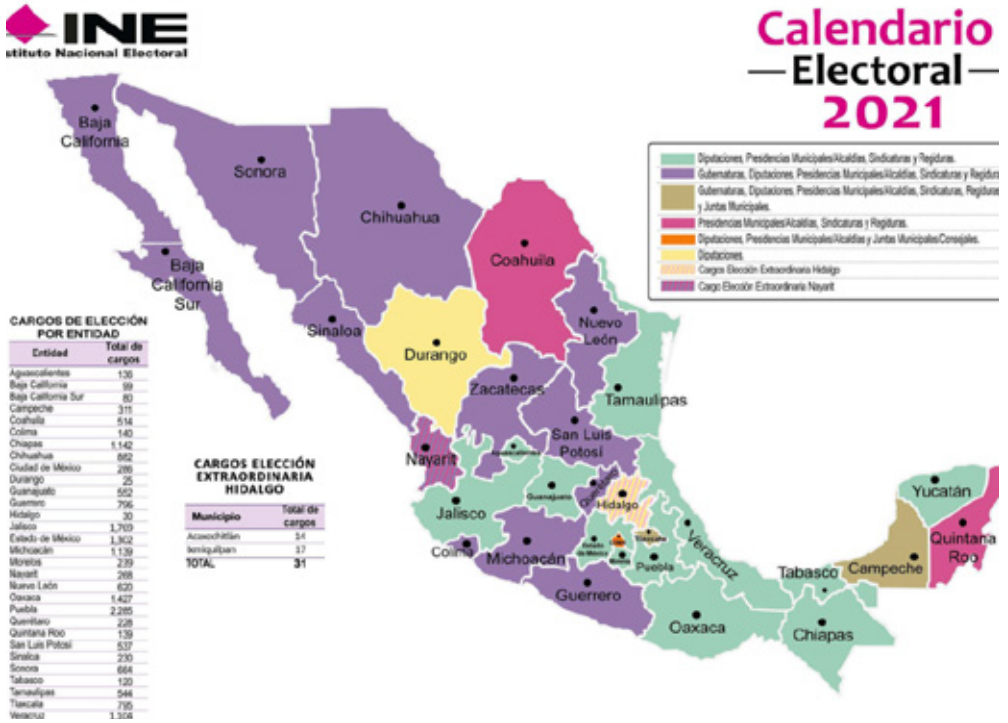 INE
stituto Nacional Electoral
Calendario
Electoral
2021
Diputaciones, Presidencias Municipales/Alcaldías, Sindicaturas y Regidurías.
Gubernaturas, Diputaciones, Presidencias Municipales/Alcaldías, Sindicaturas y Regidurí
Gubernaturas, Diputaciones, Presidencias Municipales/Alcaldías, Sindicaturas, Regiduría
y Juntas Municipales.
Presidencias Municipales/Alcaldías, Sindicaturas y Regidurías.
Diputaciones, Presidencias Municipales/Alcaldías y Juntas Municipales/Concejales.
Diputaciones.
Cargos Elección Extraordinaria Hidalgo
Cargo Elección Extraordinaria Nayarit
Baja
California
Sonora
Chihuahua
Coahuila
Baja
California
Sur
Sinaloa
Durango
Nuevo
León
Zacatecas
Tamaulipas
San Luis
Potosí
Nayarit
Aguascalientes
Jalisco
Guanajuato
Querétaro
Hidalgo
Colima
Michoacán
Estado
de México
Morelos
Tlaxcala
Puebla
Veracruz
Guerrero
Oaxaca
Tabasco
Chiapas
Campeche
Yucatán
Quintana
Roo
CARGOS DE ELECCIÓN
POR ENTIDAD
Entidad Total de
cargos
Aguascalientes 136
Baja California 99
Baja California Sur 80
Campeche 311
Coahuila 514
Colima 140
Chiapas 1,142
Chihuahua 882
Ciudad de México 286
Durango 25
Guanajuato 552
Guerrero 796
Hidalgo 30
Jalisco 1,709
Estado de México 1,302
Michoacán 1,139
Morelos 239
Nayarit 268
Nuevo León 620
Oaxaca 1,427
Puebla 2,285
Querétaro 228
Quintana Roo 139
San Luis Potosí 537
Sinaloa 230
Sonora 664
Tabasco 120
Tamaulipas 544
Tlaxcala 795
Veracruz
CARGOS ELECCIÓN
EXTRAORDINARIA
HIDALGO
Municipio Total de
cargos
Acaxochitlán 14
Ixmiquilpan 17
TOTAL 31